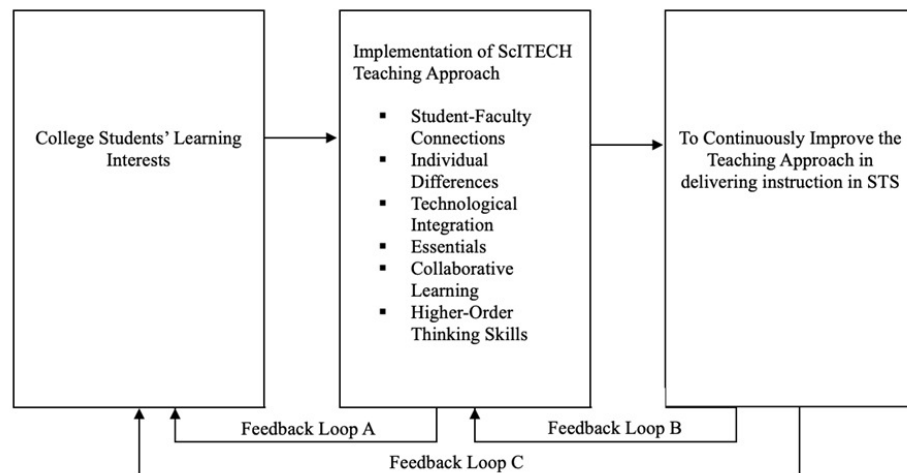 College Students’ Learning
Interests
Implementation of ScITECH
Teaching Approach
▪ Student-Faculty
Connections
▪ Individual
Differences
▪ Technological
Integration
▪ Essentials
▪ Collaborative
Learning
▪ Higher-Order
Thinking Skills
To Continuously Improve the
Teaching Approach in
delivering instruction in STS
Feedback Loop A
Feedback Loop B
Feedback Loop C